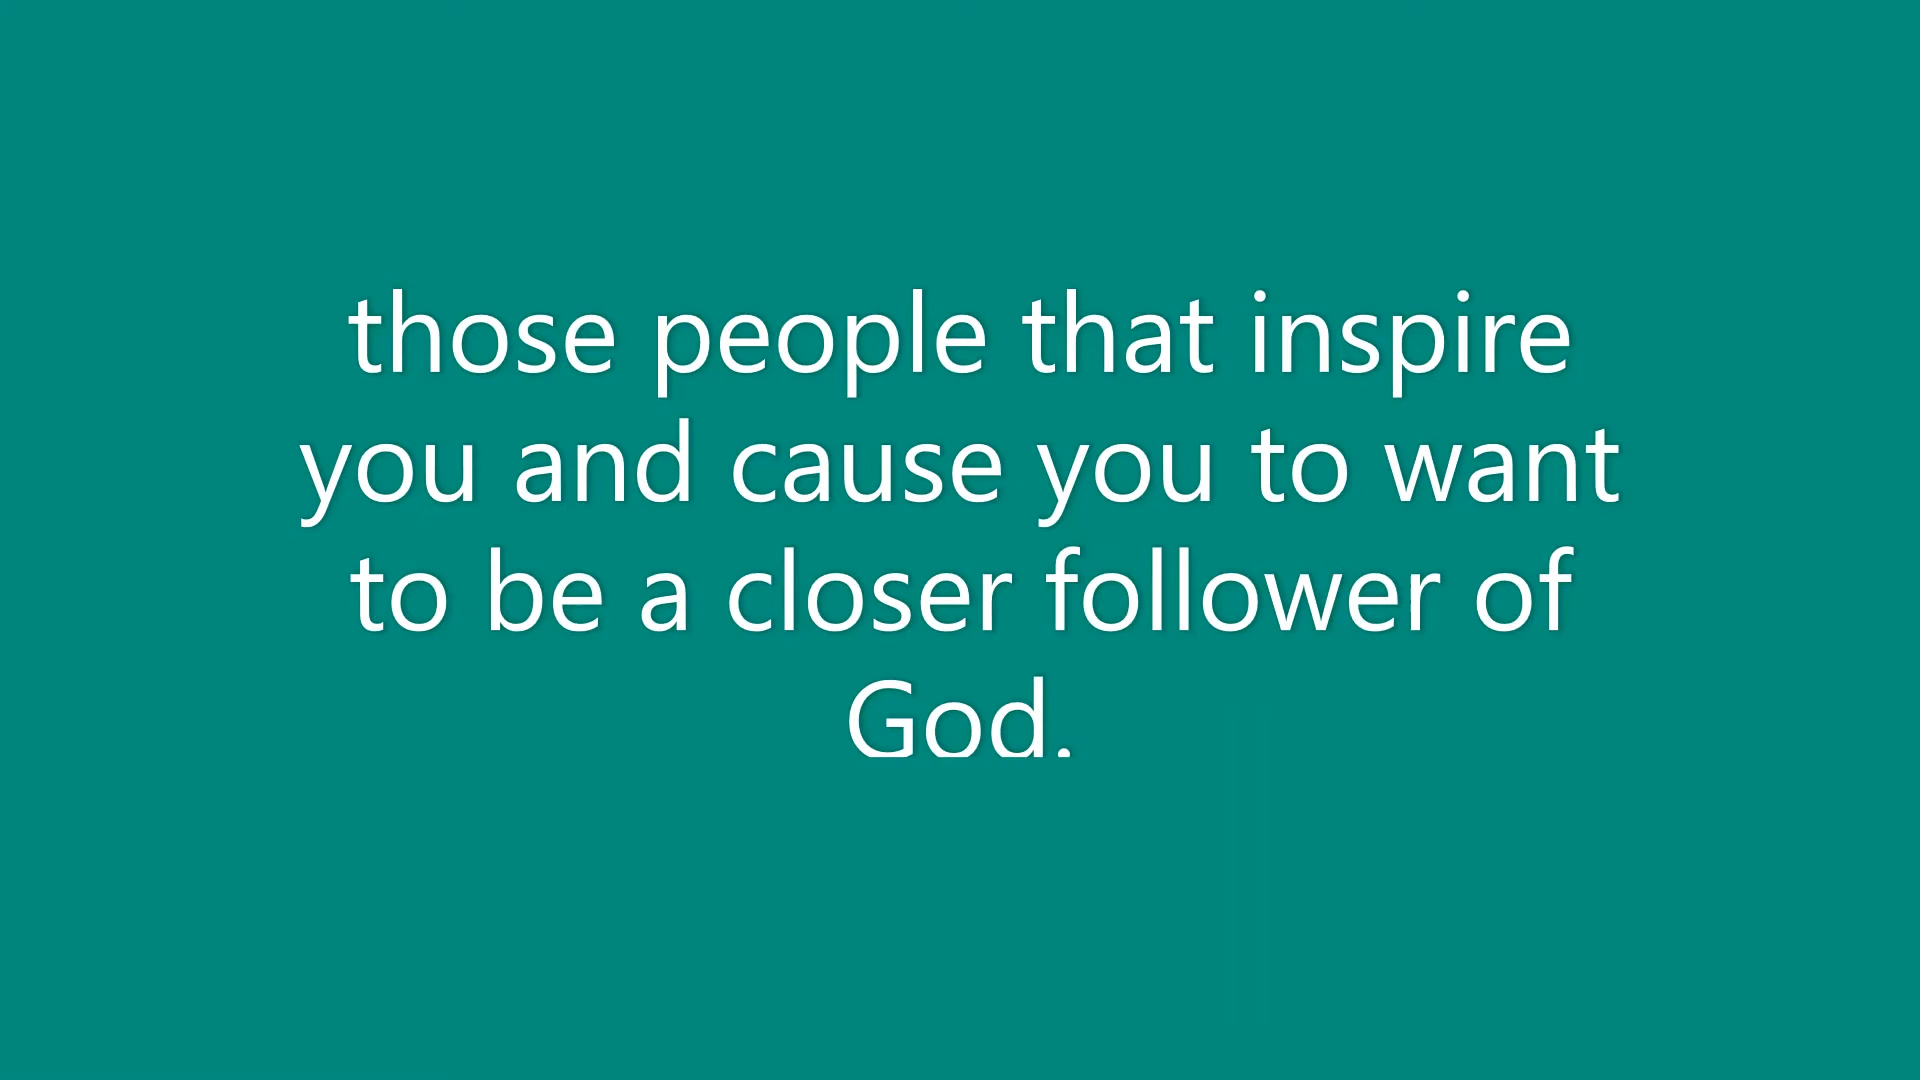 those people that inspire
you and cause you to want
to be a closer follower of
God.